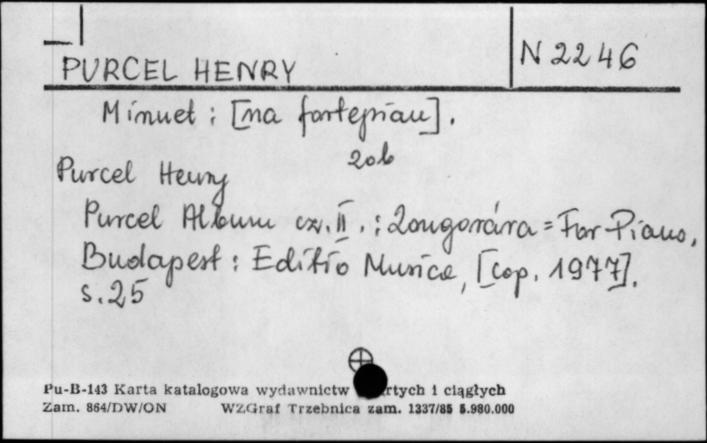 PURCEL HENRY
N 2246
Minuet : [na fortepian].
zob
Purcel Henry
Purcel Album cz. II. : Zongorára = For Piano,
Budapest : Editio Musica, [cop. 1977].
s. 25
Pu-B-143 Karta katalogowa wydawnictw rtych i ciągłych
Zam. 864/DW/ON WZGraf Trzebnica zam. 1337/85 5.980.000